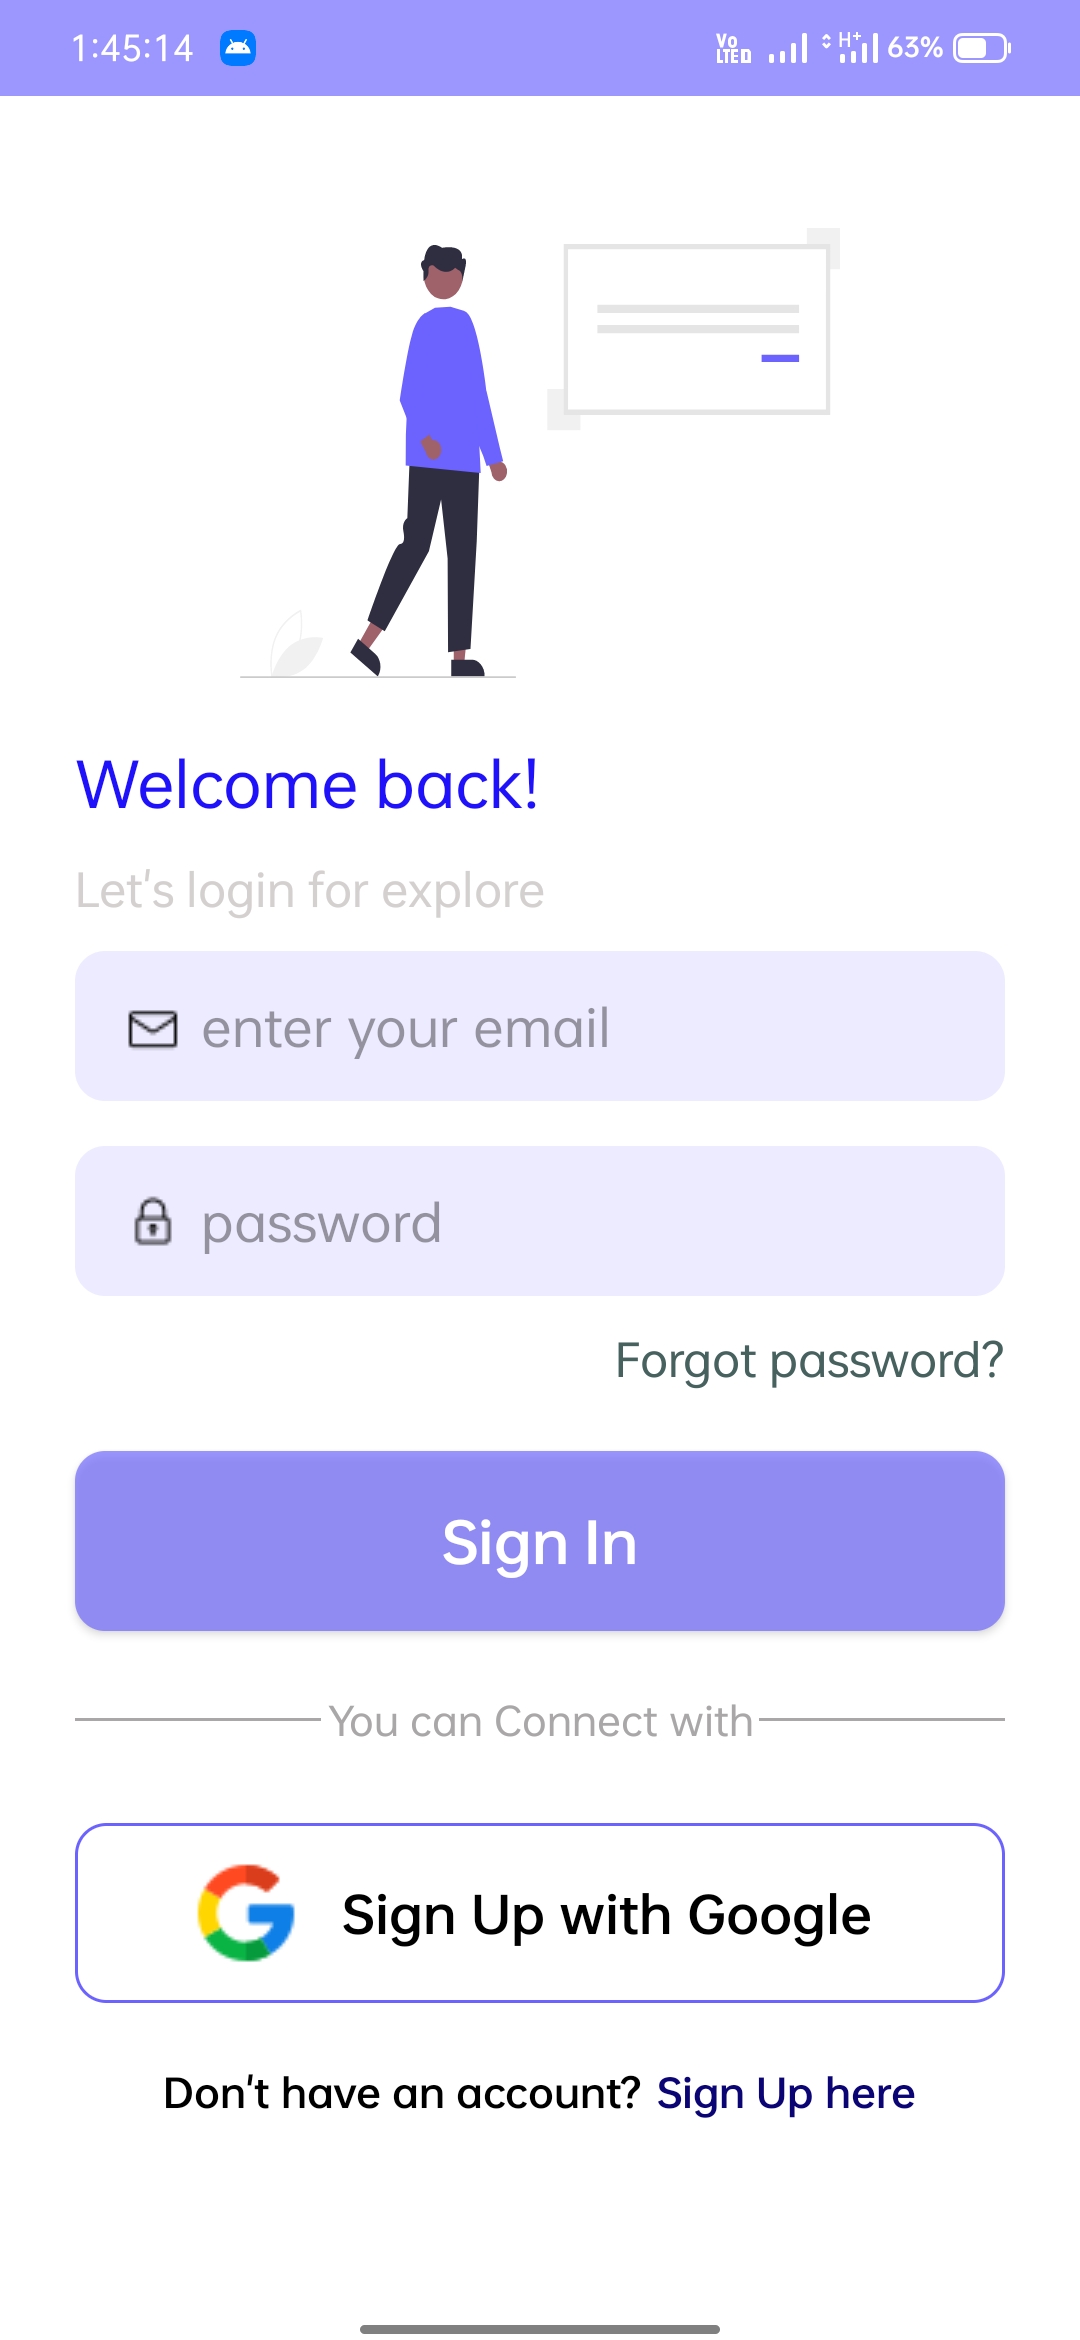 1:45:14 Vo LTE D H+ 63%
Welcome back!
Let's login for explore
enter your email
password
Forgot password?
Sign In
You can Connect with
Sign Up with Google
Don't have an account? Sign Up here